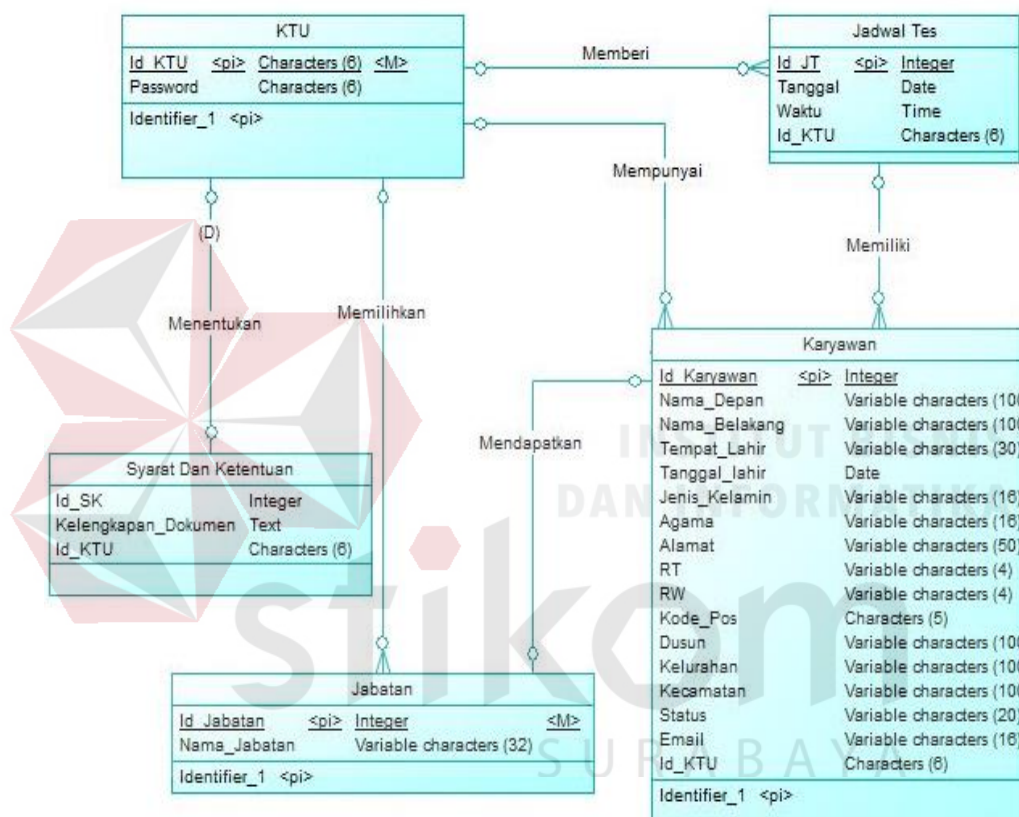 KTU
Id_KTU <pi> Characters (6) <M>
Password Characters (6)
Identifier_1 <pi>
Memberi
Jadwal Tes
Id_JT <pi> Integer
Tanggal Date
Waktu Time
Id_KTU Characters (6)
Mempunyai
Memiliki
(D)
Menentukan
Memilihkan
Mendapatkan
Syarat Dan Ketentuan
Id_SK Integer
Kelengkapan_Dokumen Text
Id_KTU Characters (6)
Jabatan
Id_Jabatan <pi> Integer <M>
Nama_Jabatan Variable characters (32)
Identifier_1 <pi>
Karyawan
Id_Karyawan <pi> Integer
Nama_Depan Variable characters (100
Nama_Belakang Variable characters (100
Tempat_Lahir Variable characters (30)
Tanggal_lahir Date
Jenis_Kelamin Variable characters (16)
Agama Variable characters (16)
Alamat Variable characters (50)
RT Variable characters (4)
RW Variable characters (4)
Kode_Pos Characters (5)
Dusun Variable characters (100
Kelurahan Variable characters (100
Kecamatan Variable characters (100
Status Variable characters (20)
Email Variable characters (16)
Id_KTU Characters (6)
Identifier_1 <pi>
INSTITUT BISNIS
DAN INFORMATIKA
stikom
SURABAYA